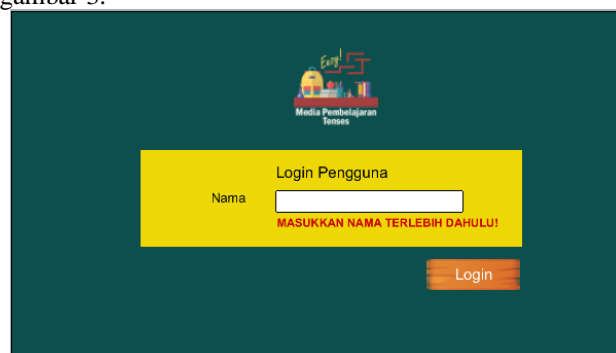 gambar 5.
Easy!
Media Pembelajaran
Tenses
Login Pengguna
Nama
MASUKKAN NAMA TERLEBIH DAHULU!
Login